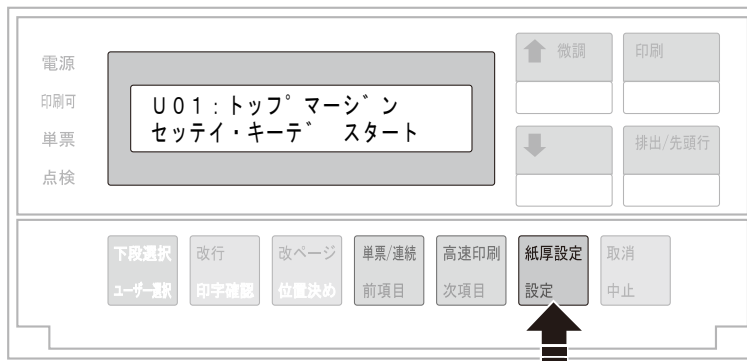 電源
印刷可
単票
点検
U01:トップ゜マーシ゛ン
セッテイ・キーテ゛ スタート
微調
印刷
排出/先頭行
下段選択
ユーザー選択
改行
印字確認
改ページ
位置決め
単票/連続
前項目
高速印刷
次項目
紙厚設定
設定
取消
中止